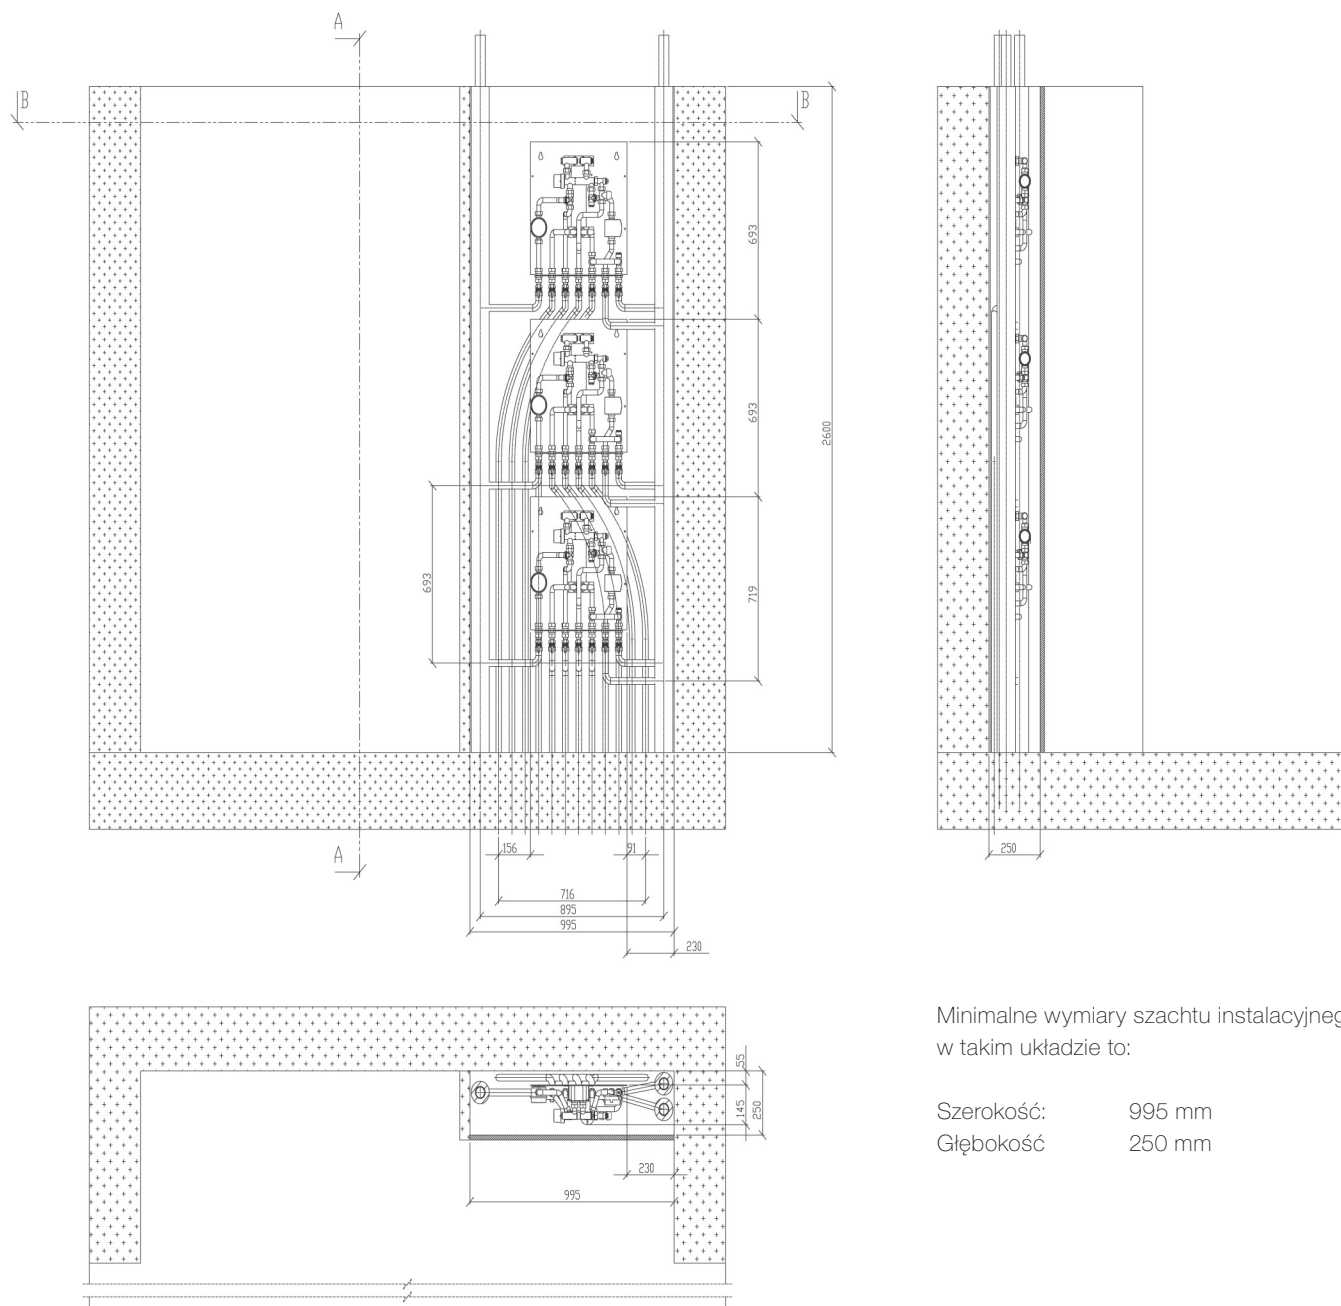 A
B
B
693
693
2600
693
719
A
156
91
716
895
995
230
250
Minimalne wymiary szachtu instalacyjneg
w takim układzie to:
Szerokość: 995 mm
Głębokość 250 mm
55
145
250
230
995